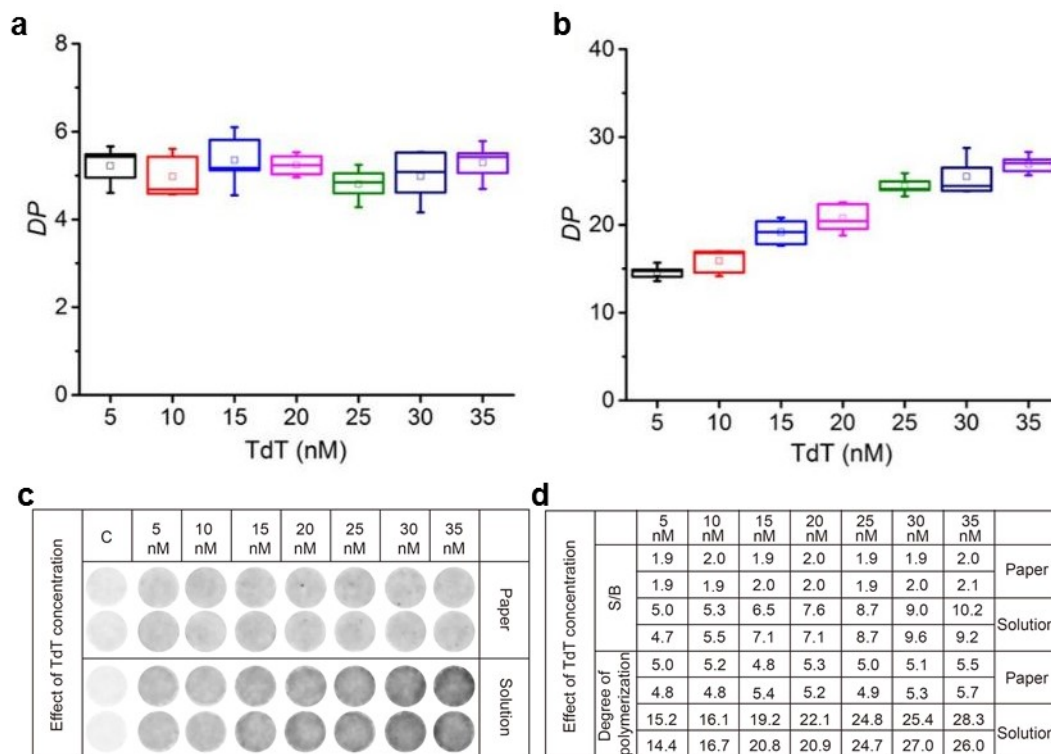 a
8
6
4
2
0
DP
5 10 15 20 25 30 35
TdT (nM)
b
40
30
20
10
0
DP
5 10 15 20 25 30 35
TdT (nM)
c
Effect of TdT concentration
C 5 nM 10 nM 15 nM 20 nM 25 nM 30 nM 35 nM
Paper
Solution
d
Effect of TdT concentration
5 nM 10 nM 15 nM 20 nM 25 nM 30 nM 35 nM
S/B
1.9 2.0 1.9 2.0 1.9 1.9 2.0
Paper
1.9 1.9 2.0 2.0 1.9 2.0 2.1
5.0 5.3 6.5 7.6 8.7 9.0 10.2
Solution
4.7 5.5 7.1 7.1 8.7 9.6 9.2
Degree of
polymerization
5.0 5.2 4.8 5.3 5.0 5.1 5.5
Paper
4.8 4.8 5.4 5.2 4.9 5.3 5.7
15.2 16.1 19.2 22.1 24.8 25.4 28.3
Solution
14.4 16.7 20.8 20.9 24.7 27.0 26.0